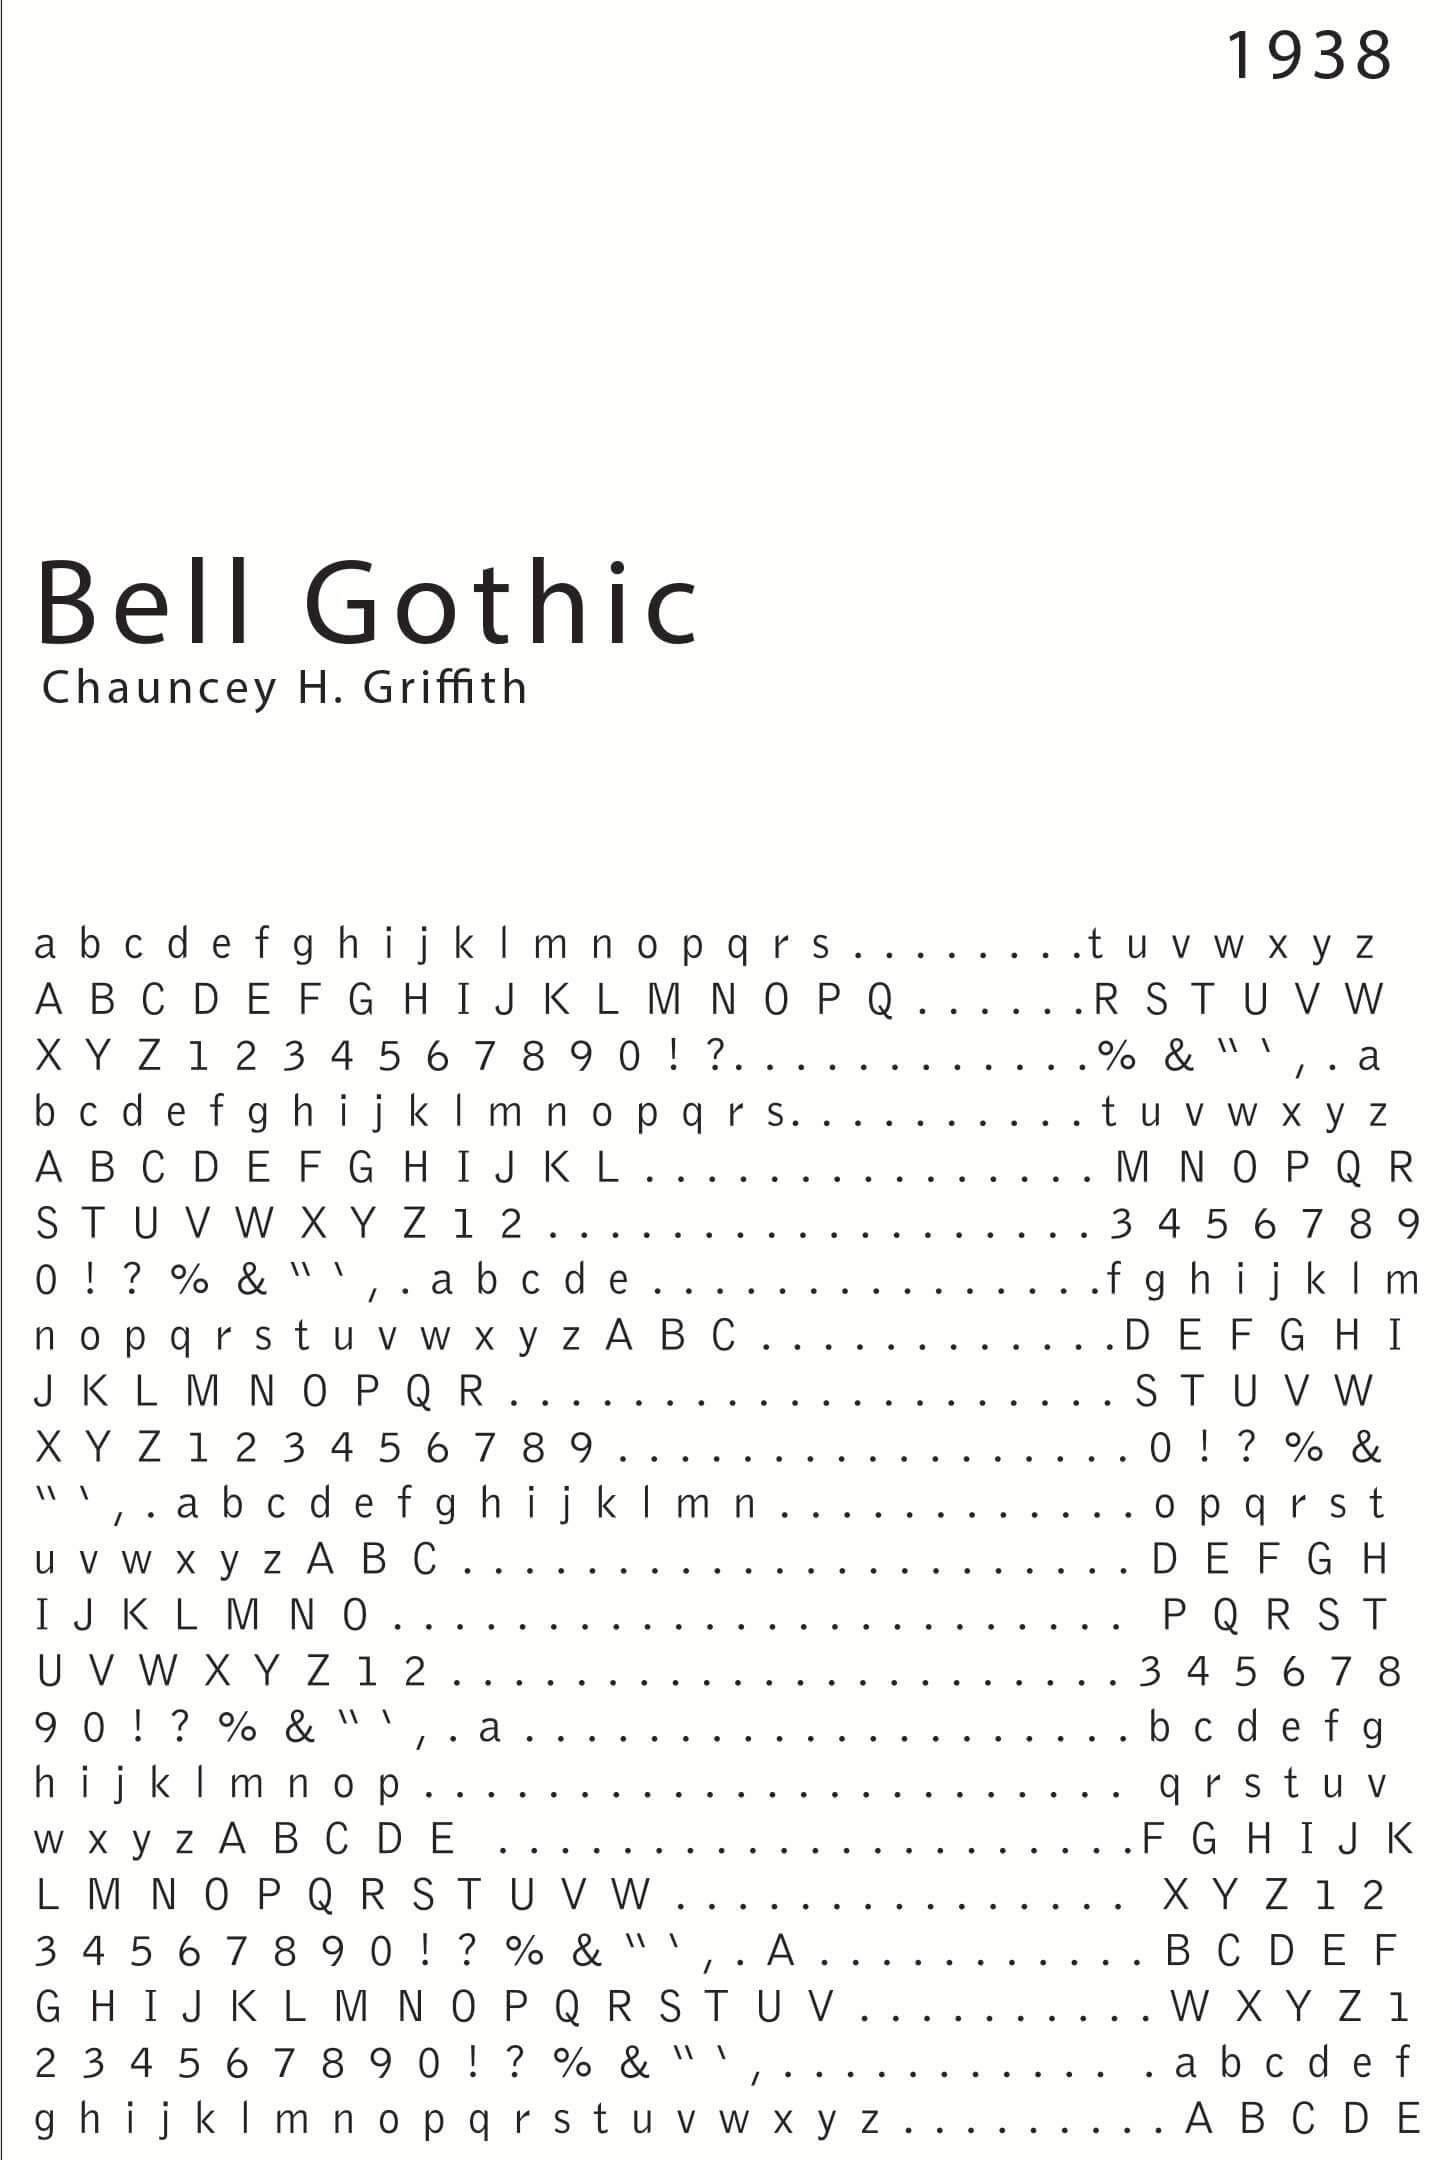 1938
Bell Gothic
Chauncey H. Griffith
a b c d e f g h i j k l m n o p q r s . . . . . . . .t u v w x y z
A B C D E F G H I J K L M N O P Q . . . . . .R S T U V W
X Y Z 1 2 3 4 5 6 7 8 9 0 ! ?. . . . . . . . . . . .% & “ ‘ , . a
b c d e f g h i j k l m n o p q r s. . . . . . . . . . t u v w x y z
A B C D E F G H I J K L . . . . . . . . . . . . . . . M N O P Q R
S T U V W X Y Z 1 2 . . . . . . . . . . . . . . . . . . 3 4 5 6 7 8 9
0 ! ? % & “ ‘ , . a b c d e . . . . . . . . . . . . . . .f g h i j k l m
n o p q r s t u v w x y z A B C . . . . . . . . . . . .D E F G H I
J K L M N O P Q R . . . . . . . . . . . . . . . . . . . . S T U V W
X Y Z 1 2 3 4 5 6 7 8 9 . . . . . . . . . . . . . . . . . 0 ! ? % &
“ ‘ , . a b c d e f g h i j k l m n . . . . . . . . . . . . o p q r s t
u v w x y z A B C . . . . . . . . . . . . . . . . . . . . . . D E F G H
I J K L M N O . . . . . . . . . . . . . . . . . . . . . . . . P Q R S T
U V W X Y Z 1 2 . . . . . . . . . . . . . . . . . . . . . . 3 4 5 6 7 8
9 0 ! ? % & “ ‘ , . a . . . . . . . . . . . . . . . . . . . . b c d e f g
h i j k l m n o p . . . . . . . . . . . . . . . . . . . . . . . q r s t u v
w x y z A B C D E . . . . . . . . . . . . . . . . . . . . .F G H I J K
L M N O P Q R S T U V W . . . . . . . . . . . . . . . X Y Z 1 2
3 4 5 6 7 8 9 0 ! ? % & “ ‘ , . A . . . . . . . . . . . B C D E F
G H I J K L M N O P Q R S T U V . . . . . . . . . . W X Y Z 1
2 3 4 5 6 7 8 9 0 ! ? % & “ ‘ , . . . . . . . . . . . . a b c d e f
g h i j k l m n o p q r s t u v w x y z . . . . . . . . . A B C D E